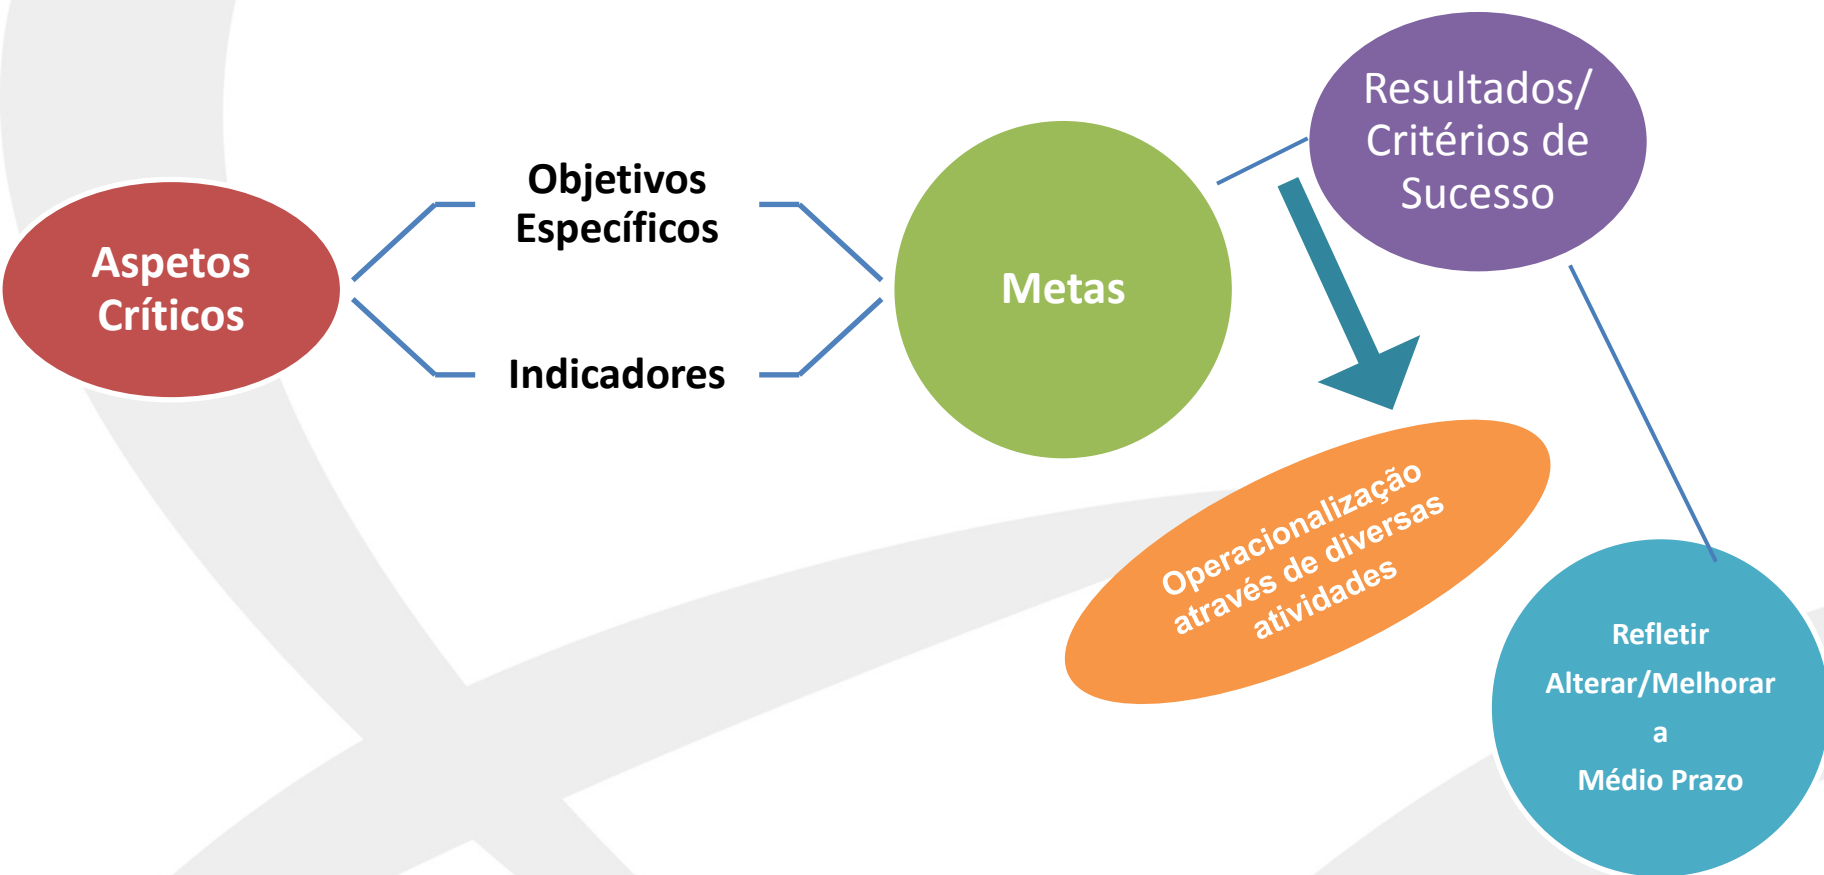 Aspetos
Críticos
Objetivos
Específicos
Indicadores
Metas
Resultados/
Critérios de
Sucesso
Operacionalização
através de diversas
atividades
Refletir
Alterar/Melhorar
a
Médio Prazo